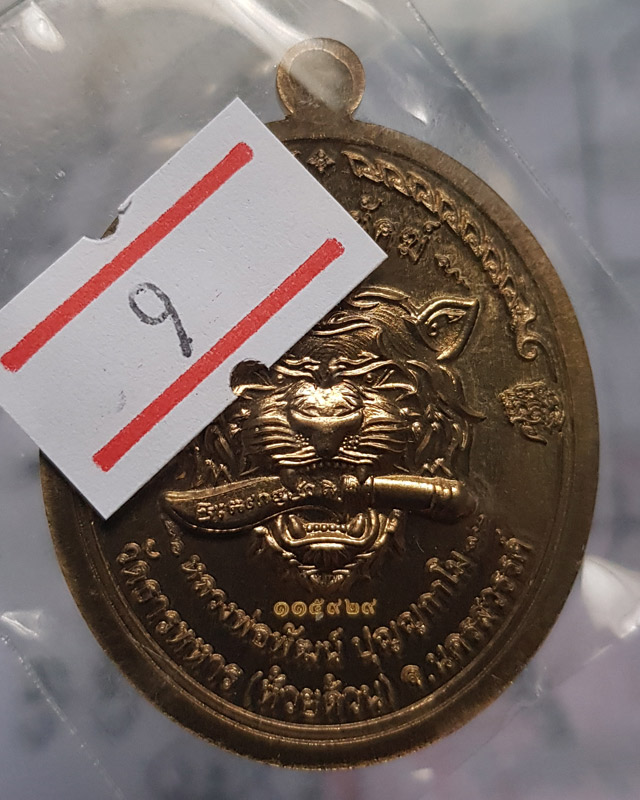 9
๑๑๕๙๒๙
หลวงพ่อพัฒน์ ปุญฺญกาโม
วัดธารทหาร (ห้วยด้วน) จ.นครสวรรค์